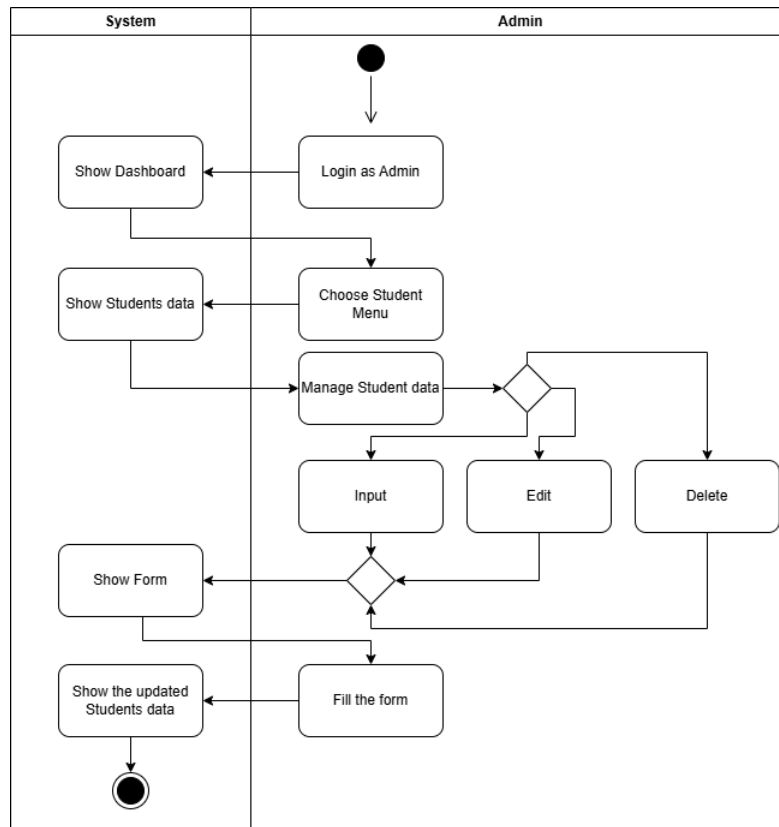 System
Admin
Show Dashboard
Login as Admin
Show Students data
Choose Student
Menu
Manage Student data
Input
Edit
Delete
Show Form
Show the updated
Students data
Fill the form